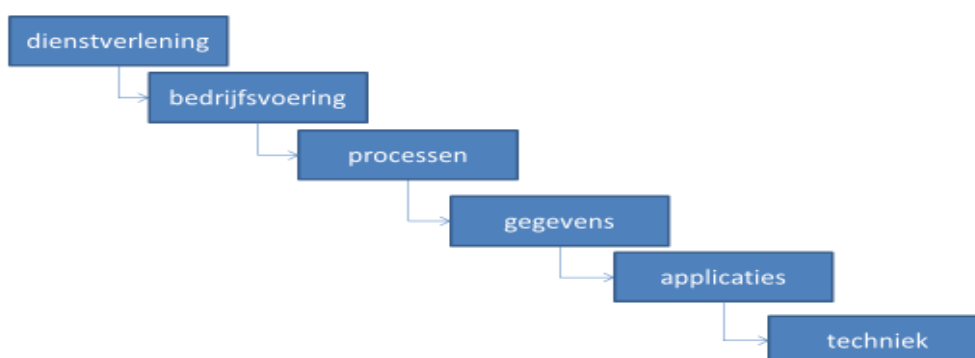 dienstverlening
bedrijfsvoering
processen
gegevens
applicaties
techniek